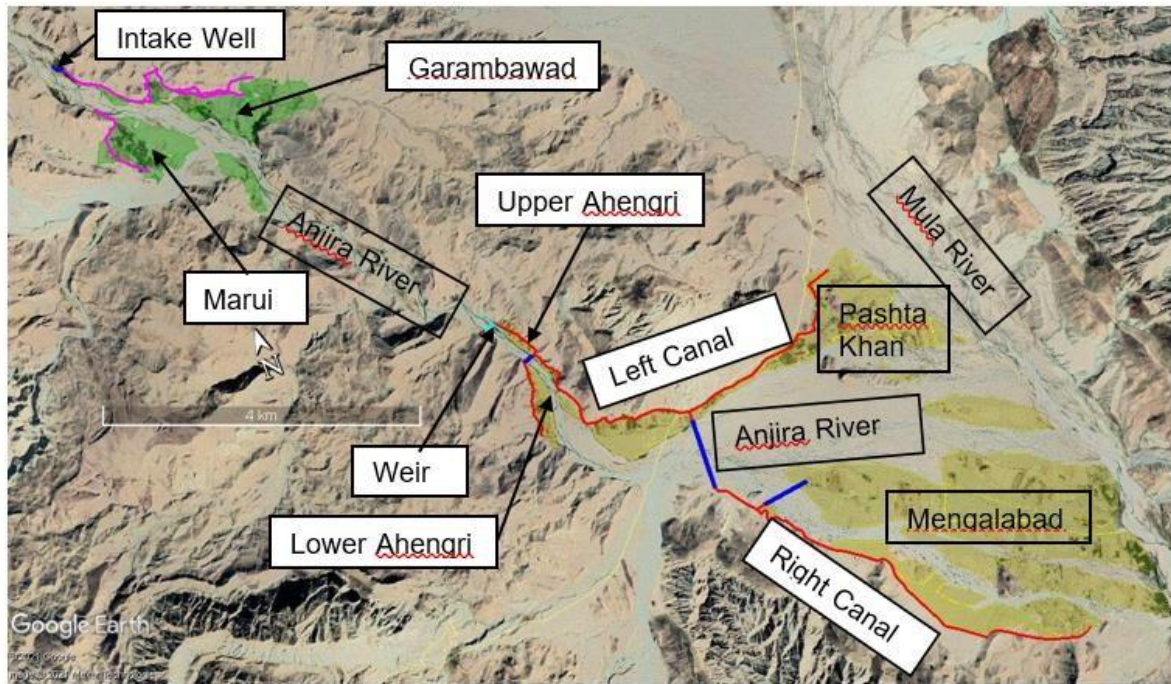 Intake Well
Garambawad
Upper Ahengri
Mula River
Anjira River
Marui
N
Pashta
Khan
Left Canal
4 km
Anjira River
Weir
Mengalabad
Lower Ahengri
Right Canal
Google Earth